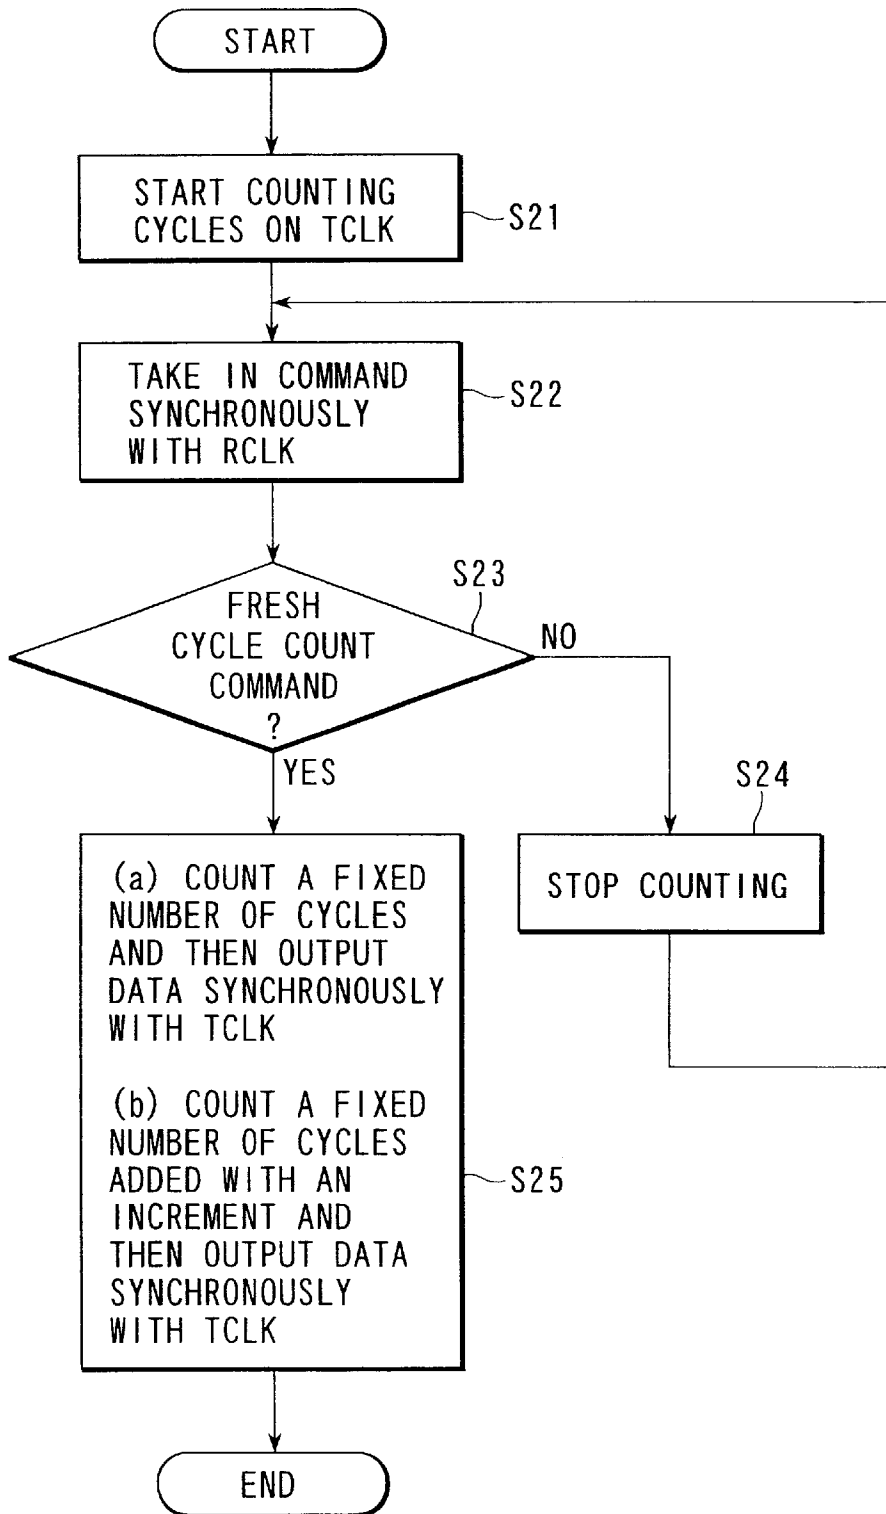 START
START COUNTING
CYCLES ON TCLK
S21
TAKE IN COMMAND
SYNCHRONOUSLY
WITH RCLK
S22
S23
FRESH
CYCLE COUNT
COMMAND
?
NO
YES
S24
STOP COUNTING
(a) COUNT A FIXED
NUMBER OF CYCLES
AND THEN OUTPUT
DATA SYNCHRONOUSLY
WITH TCLK
(b) COUNT A FIXED
NUMBER OF CYCLES
ADDED WITH AN
INCREMENT AND
THEN OUTPUT DATA
SYNCHRONOUSLY
WITH TCLK
S25
END